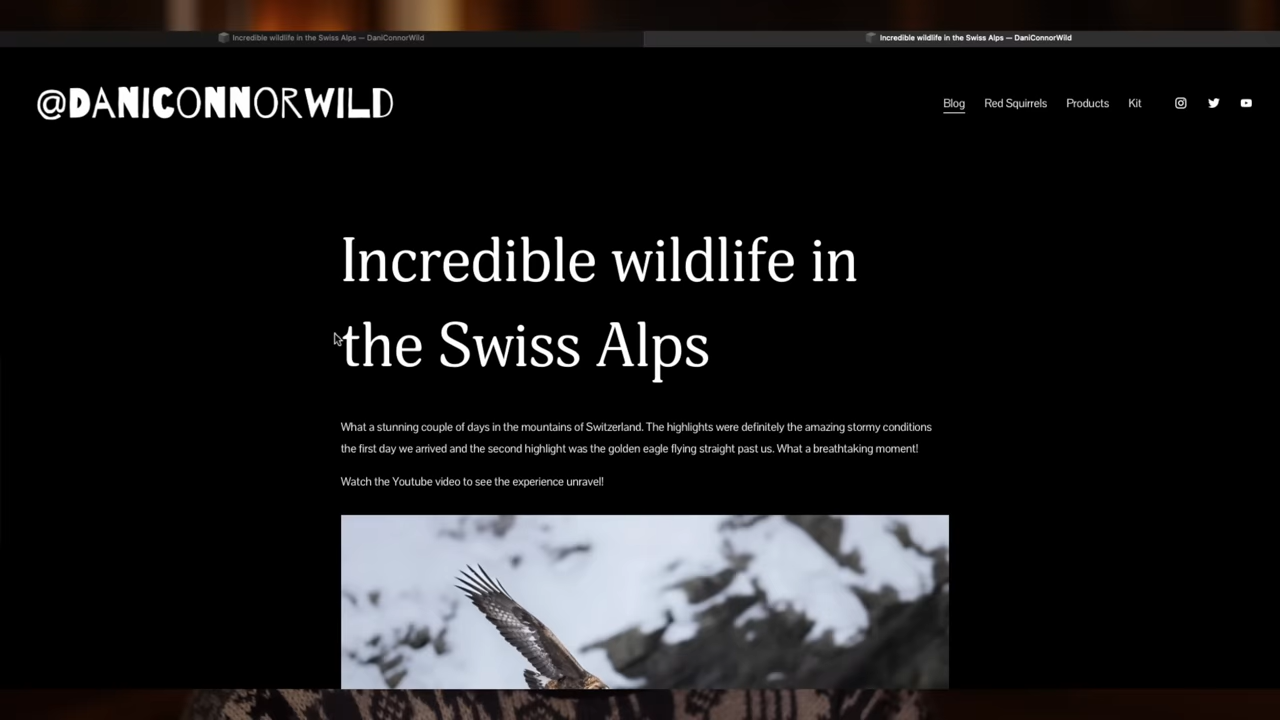 Incredible wildlife in the Swiss Alps — DaniConnorWild
Incredible wildlife in the Swiss Alps — DaniConnorWild
@DANICONNORWILD
Blog
Red Squirrels
Products
Kit
Incredible wildlife in
the Swiss Alps
What a stunning couple of days in the mountains of Switzerland. The highlights were definitely the amazing stormy conditions
the first day we arrived and the second highlight was the golden eagle flying straight past us. What a breathtaking moment!
Watch the Youtube video to see the experience unravel!